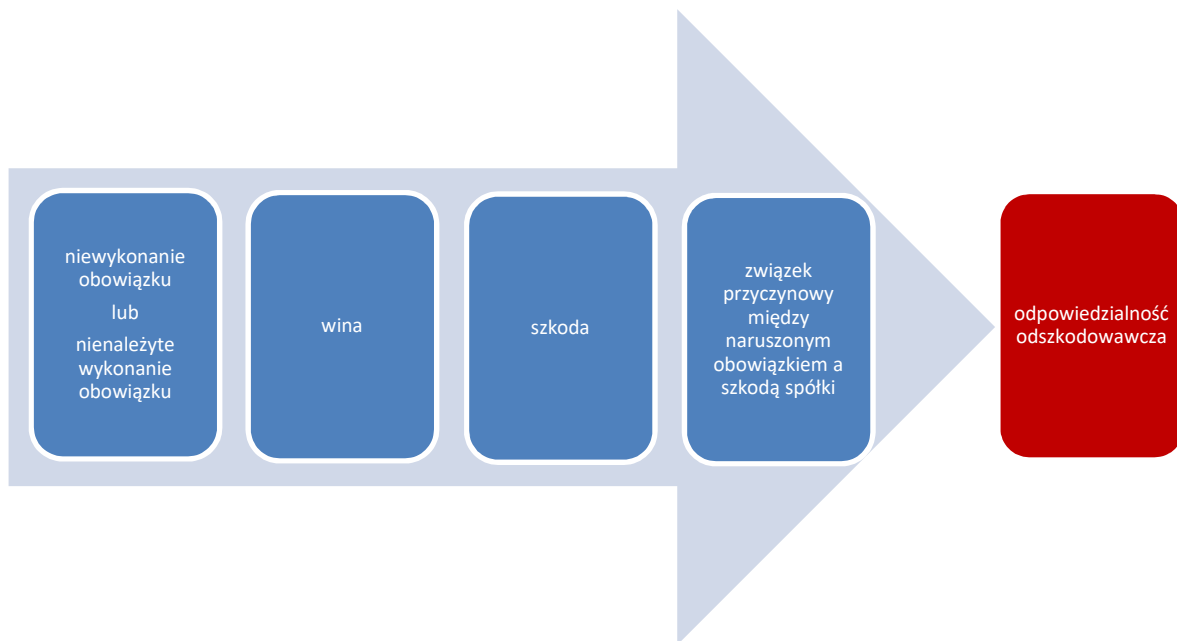 niewykonanie
obowiązku
lub
nienależyte
wykonanie
obowiązku
wina
szkoda
związek
przyczynowy
między
naruszonym
obowiązkiem a
szkodą spółki
odpowiedzialność
odszkodowawcza